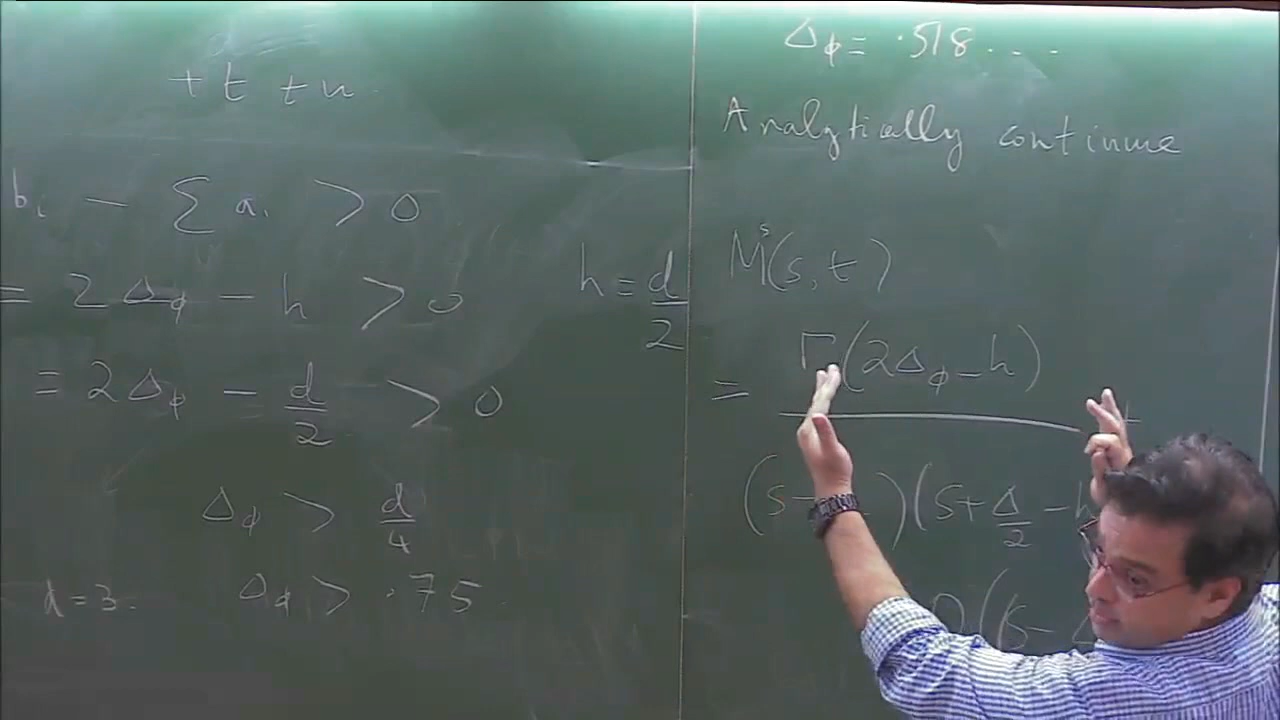 + t + u
b_i − Σ a_i > 0
= 2Δ_φ − h > 0
h = d/2
= 2Δ_φ − d/2 > 0
Δ_φ > d/4
d = 3. Δ_φ > .75
Δ_φ = .518 ....
Analytically continue
M^s(s, t)
= Γ(2Δ_φ − h)
(s − )(s + Δ/2 − h
(s − Δ